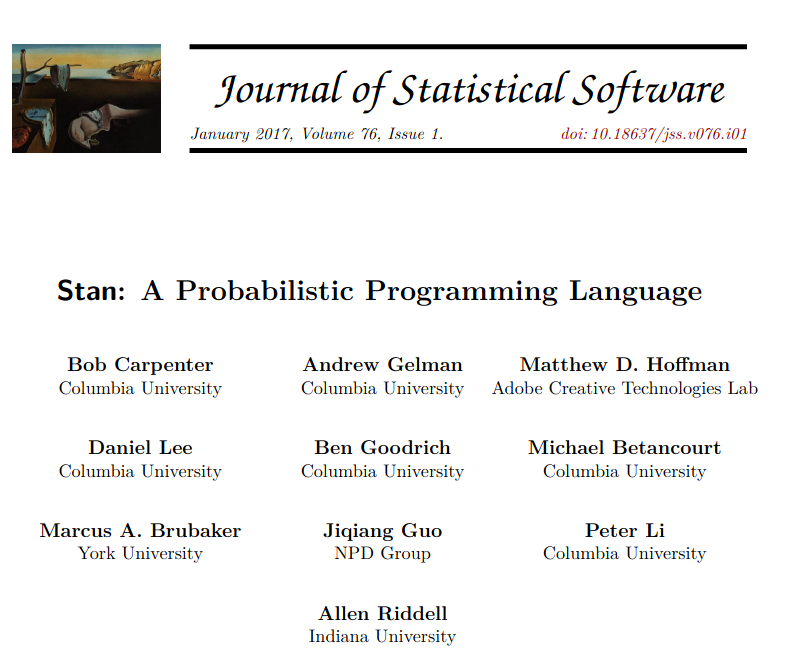 Journal of Statistical Software
January 2017, Volume 76, Issue 1. doi: 10.18637/jss.v076.i01
Stan: A Probabilistic Programming Language
Bob Carpenter Andrew Gelman Matthew D. Hoffman
Columbia University Columbia University Adobe Creative Technologies Lab
Daniel Lee Ben Goodrich Michael Betancourt
Columbia University Columbia University Columbia University
Marcus A. Brubaker Jiqiang Guo Peter Li
York University NPD Group Columbia University
Allen Riddell
Indiana University